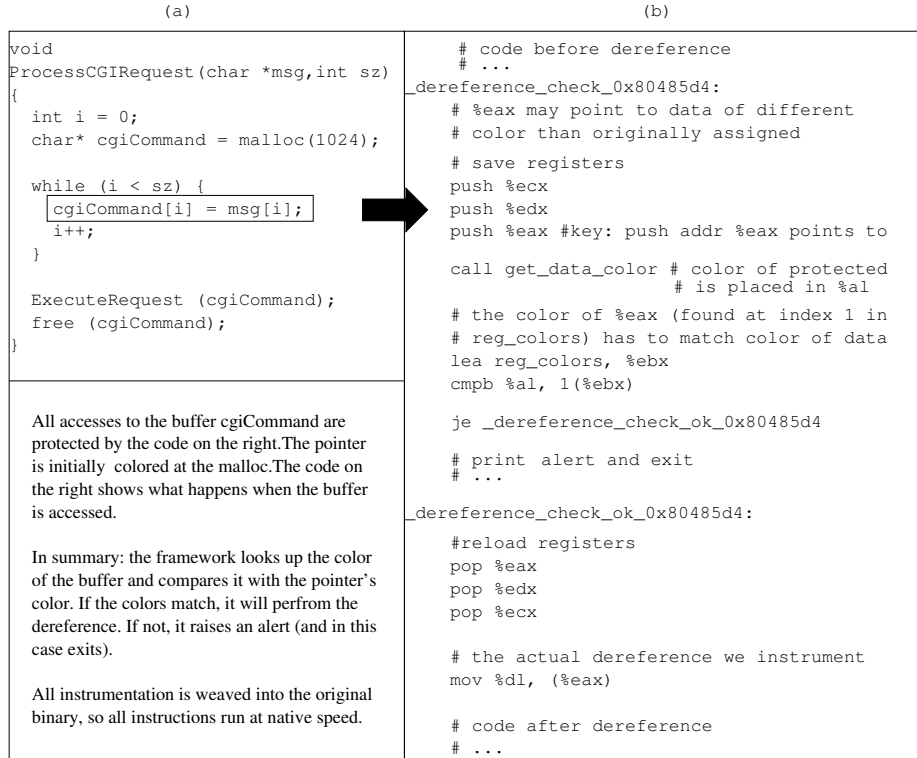 (a)
void
ProcessCGIRequest(char *msg,int sz)
{
int i = 0;
char* cgiCommand = malloc(1024);
while (i < sz) {
cgiCommand[i] = msg[i];
i++;
}
ExecuteRequest (cgiCommand);
free (cgiCommand);
}
All accesses to the buffer cgiCommand are
protected by the code on the right.The pointer
is initially colored at the malloc.The code on
the right shows what happens when the buffer
is accessed.
In summary: the framework looks up the color
of the buffer and compares it with the pointer's
color. If the colors match, it will perfrom the
dereference. If not, it raises an alert (and in this
case exits).
All instrumentation is weaved into the original
binary, so all instructions run at native speed.
(b)
# code before dereference
# ...
_dereference_check_0x80485d4:
# %eax may point to data of different
# color than originally assigned
# save registers
push %ecx
push %edx
push %eax #key: push addr %eax points to
call get_data_color # color of protected
# is placed in %al
# the color of %eax (found at index 1 in
# reg_colors) has to match color of data
lea reg_colors, %ebx
cmpb %al, 1(%ebx)
je _dereference_check_ok_0x80485d4
# print alert and exit
# ...
_dereference_check_ok_0x80485d4:
#reload registers
pop %eax
pop %edx
pop %ecx
# the actual dereference we instrument
mov %dl, (%eax)
# code after dereference
# ...